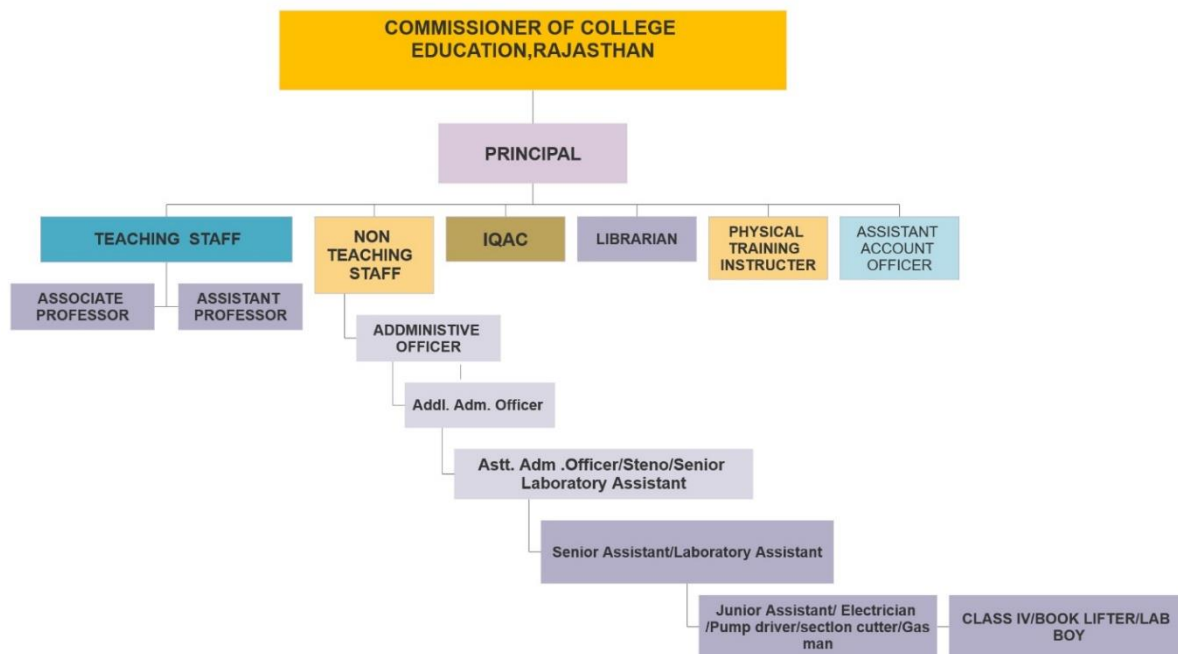 COMMISSIONER OF COLLEGE
EDUCATION,RAJASTHAN
PRINCIPAL
TEACHING STAFF
NON
TEACHING
STAFF
IQAC
LIBRARIAN
PHYSICAL
TRAINING
INSTRUCTER
ASSISTANT
ACCOUNT
OFFICER
ASSOCIATE
PROFESSOR
ASSISTANT
PROFESSOR
ADDMINISTIVE
OFFICER
Addl. Adm. Officer
Astt. Adm .Officer/Steno/Senior
Laboratory Assistant
Senior Assistant/Laboratory Assistant
Junior Assistant/ Electrician
/Pump driver/section cutter/Gas
man
CLASS IV/BOOK LIFTER/LAB
BOY